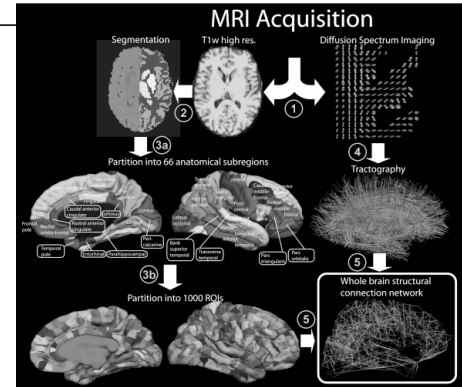 MRI Acquisition
Segmentation
T1w high res.
Diffusion Spectrum Imaging
2
1
3a
4
Partition into 66 anatomical subregions
Tractography
Caudal anterior
cingulate
Isthmus
Rostral anterior
cingulate
Frontal
pole
Medial
orbito-frontal
Peri
calcarine
Temporal
pole
Entorhinal
Parahippocampal
Lateral
occipital
Bank
superior
temporal
Transverse
temporal
Pars
triangularis
Pars
orbitalis
3b
5
Partition into 1000 ROIs
5
Whole brain structural
connection network